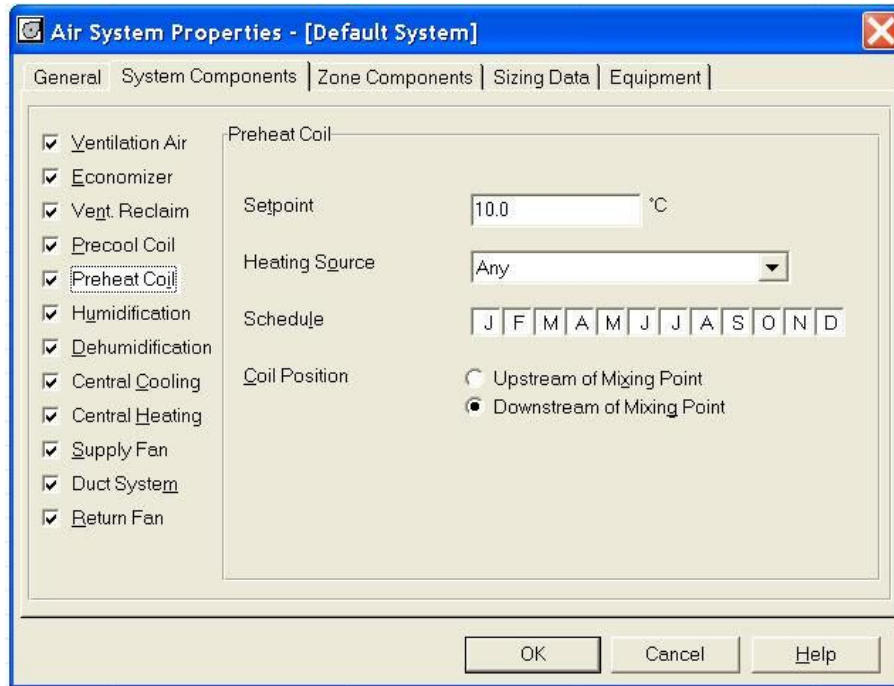 Air System Properties - [Default System]
General System Components Zone Components Sizing Data Equipment
Ventilation Air
Economizer
Vent. Reclaim
Precool Coil
Preheat Coil
Humidification
Dehumidification
Central Cooling
Central Heating
Supply Fan
Duct System
Return Fan
Preheat Coil
Setpoint 10.0 °C
Heating Source Any
Schedule J F M A M J J A S O N D
Coil Position Upstream of Mixing Point
Downstream of Mixing Point
OK Cancel Help